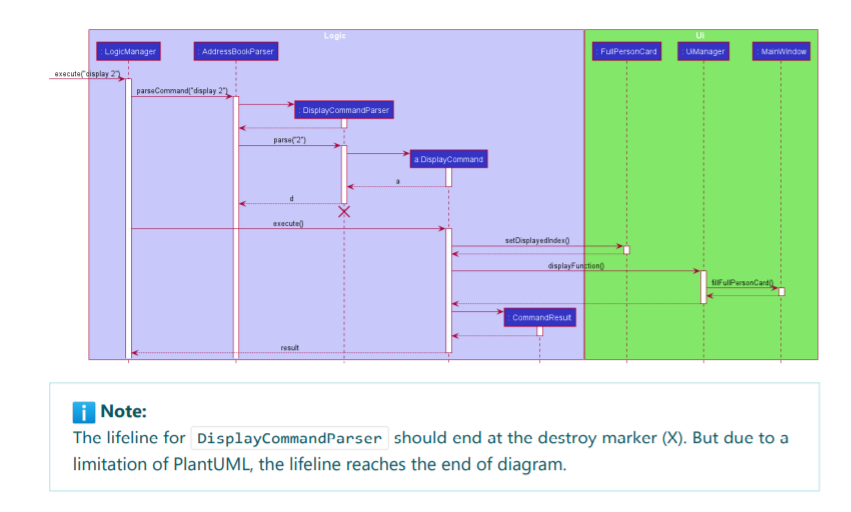 Logic
Ui
: LogicManager
: AddressBookParser
: FullPersonCard
: UiManager
: MainWindow
execute("display 2")
parseCommand("display 2")
: DisplayCommandParser
parse("2")
a:DisplayCommand
a
d
execute()
setDisplayedIndex()
displayFunction()
fillFullPersonCard()
: CommandResult
result
Note:
The lifeline for DisplayCommandParser should end at the destroy marker (X). But due to a
limitation of PlantUML, the lifeline reaches the end of diagram.